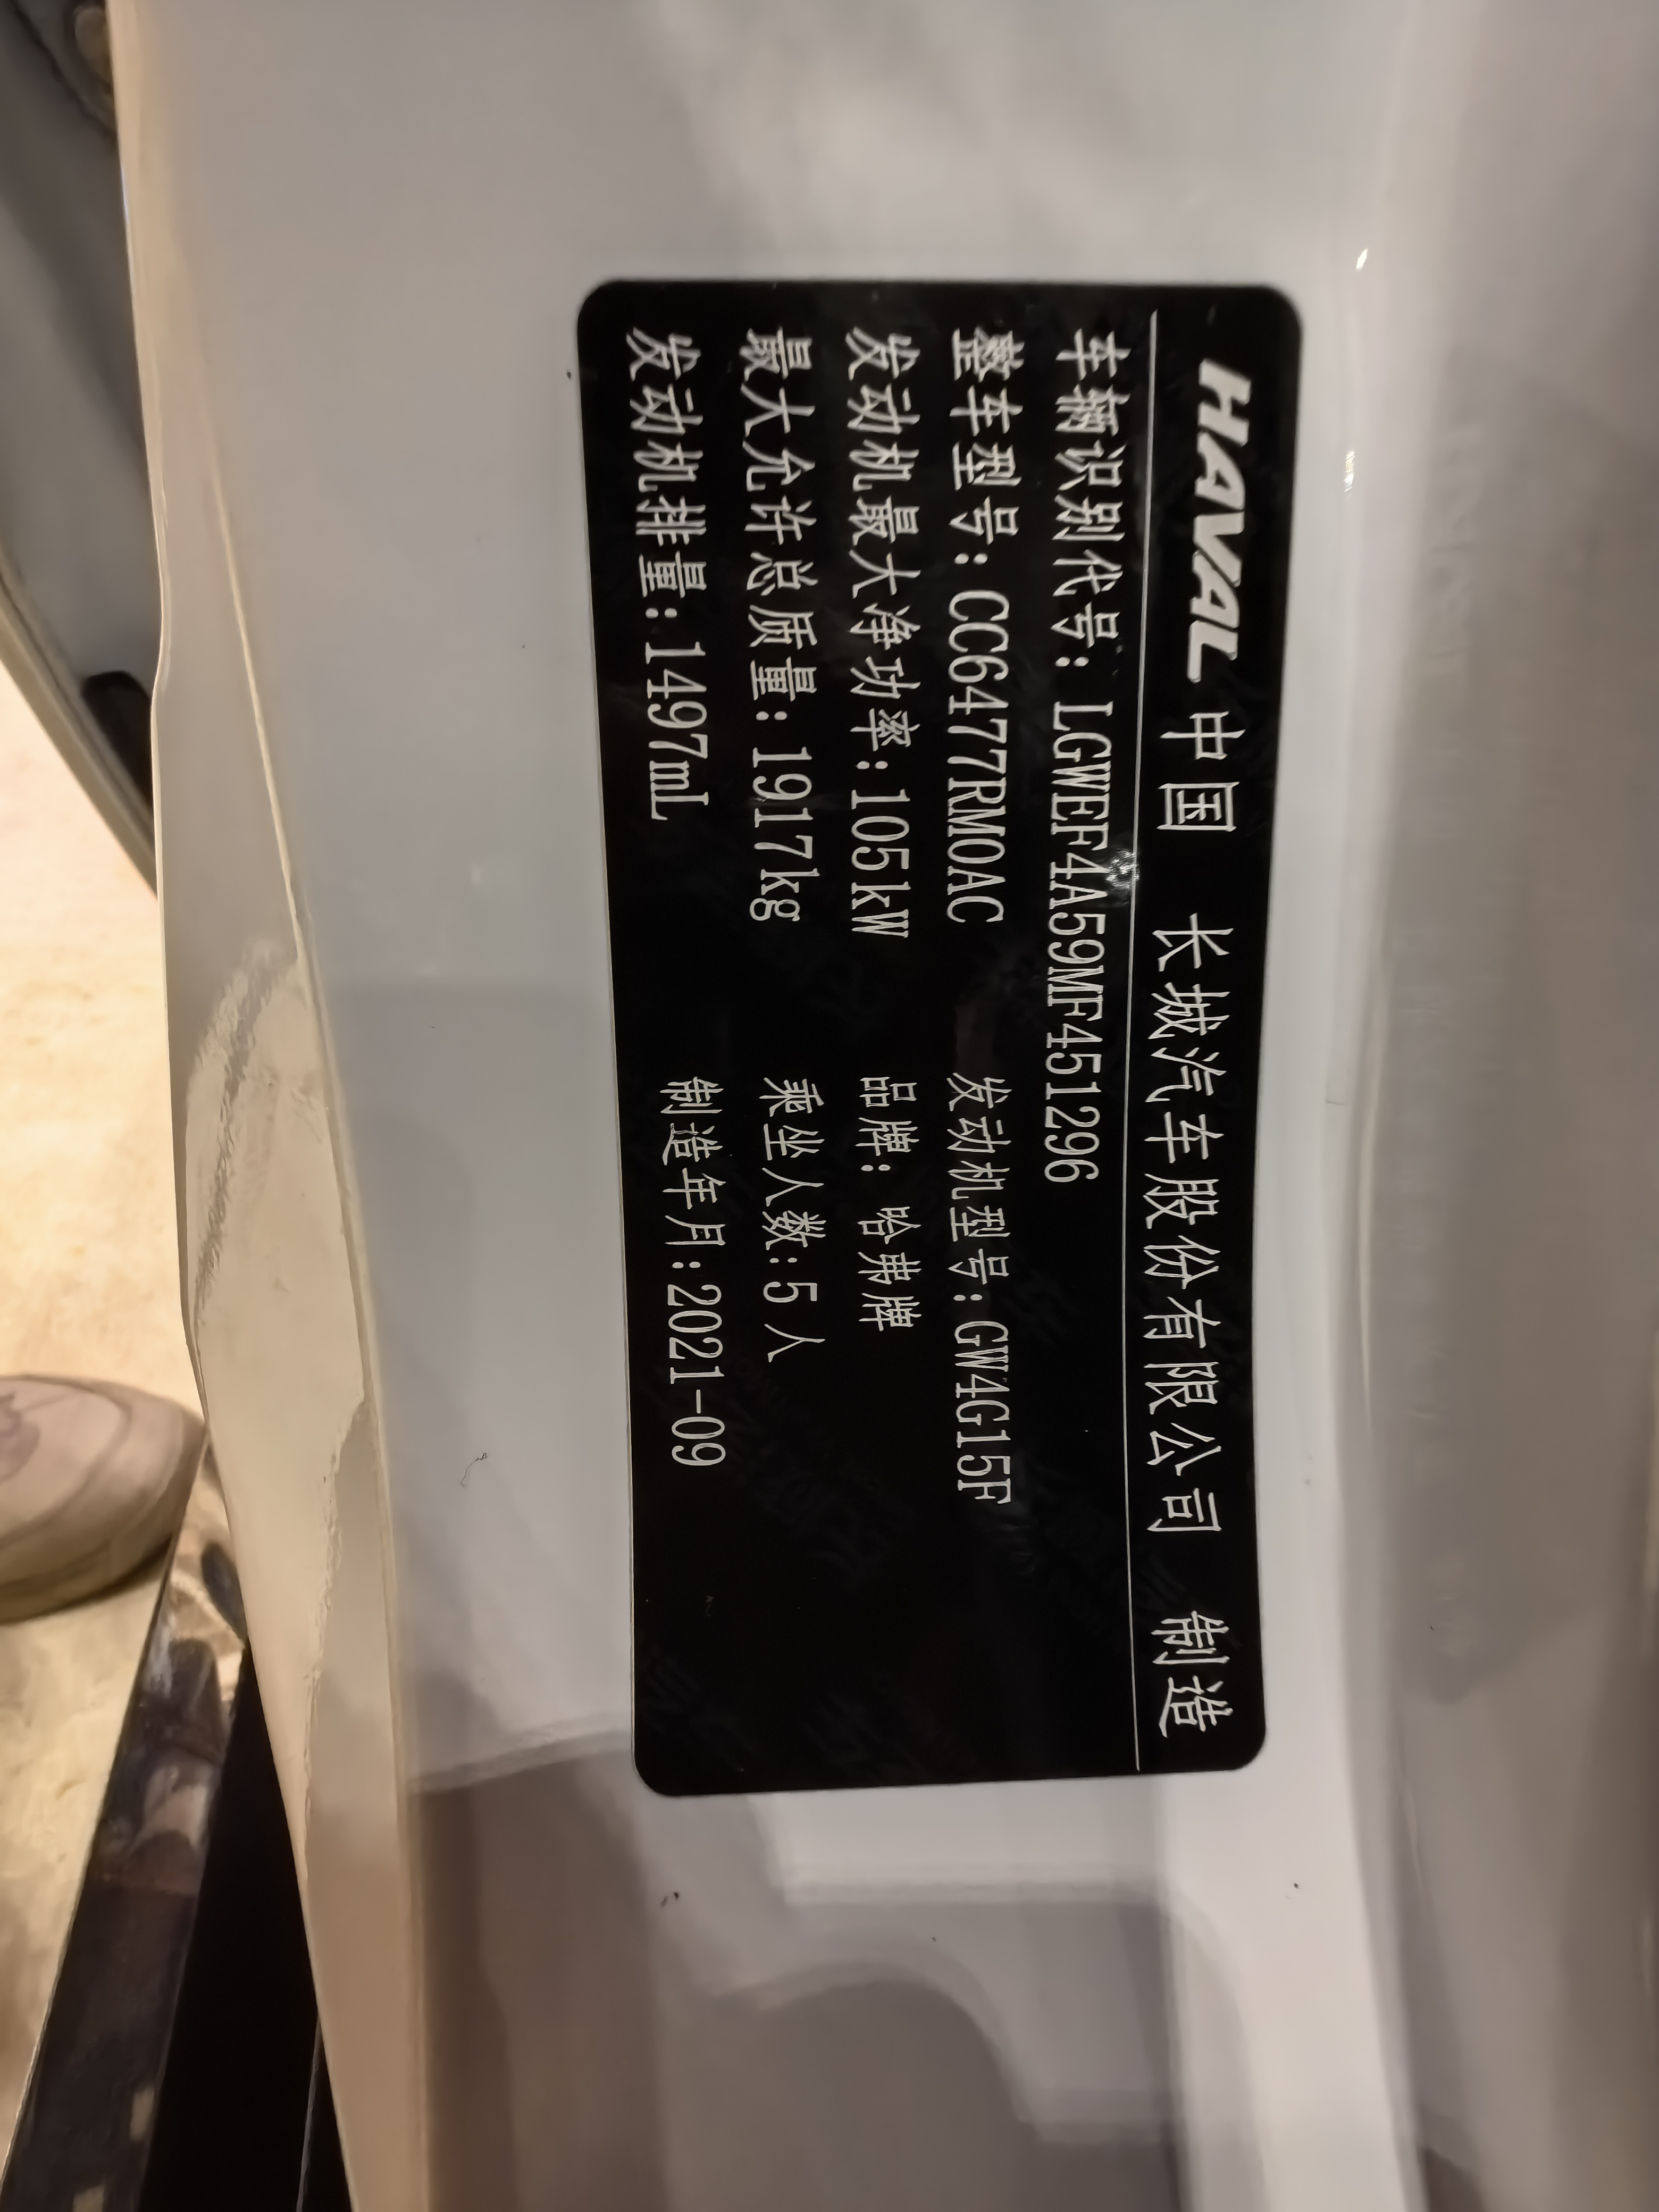 HAVAL 中国 长城汽车股份有限公司 制造
车辆识别代号：LGWEF4A59MF451296
整车型号：CC6477RM0AC 发动机型号：GW4G15F
发动机最大净功率：105kW 品牌：哈弗牌
最大允许总质量：1917kg 乘坐人数：5人
发动机排量：1497mL 制造年月：2021-09